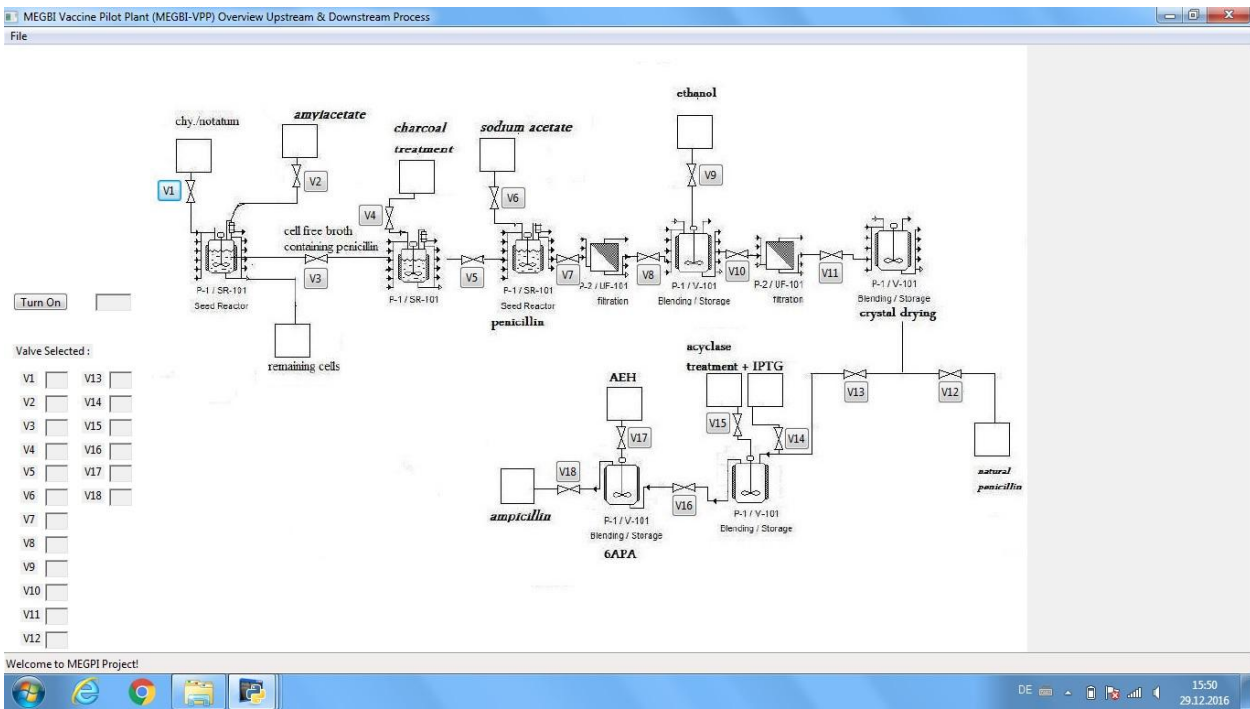 MEGBI Vaccine Pilot Plant (MEGBI-VPP) Overview Upstream & Downstream Process
File
ethanol
chy./notatum
amylacetate
charcoal
treatment
sodium acetate
V1
V2
V4
V6
V9
cell free broth
containing penicillin
V3
V5
V7
V8
V10
V11
P-1 / SR-101
Seed Reactor
P-1 / SR-101
P-1 / SR-101
Seed Reactor
penicillin
P-2 / UF-101
filtration
P-1 / V-101
Blending / Storage
P-2 / UF-101
filtration
P-1 / V-101
Blending / Storage
crystal drying
Turn On
remaining cells
Valve Selected :
V1
V2
V3
V4
V5
V6
V7
V8
V9
V10
V11
V12
V13
V14
V15
V16
V17
V18
acyclase
treatment + IPTG
AEH
V13
V12
V15
V14
V17
V18
V16
natural
penicillin
ampicillin
P-1 / V-101
Blending / Storage
6APA
P-1 / V-101
Blending / Storage
Welcome to MEGPI Project!
DE
15:50
29.12.2016